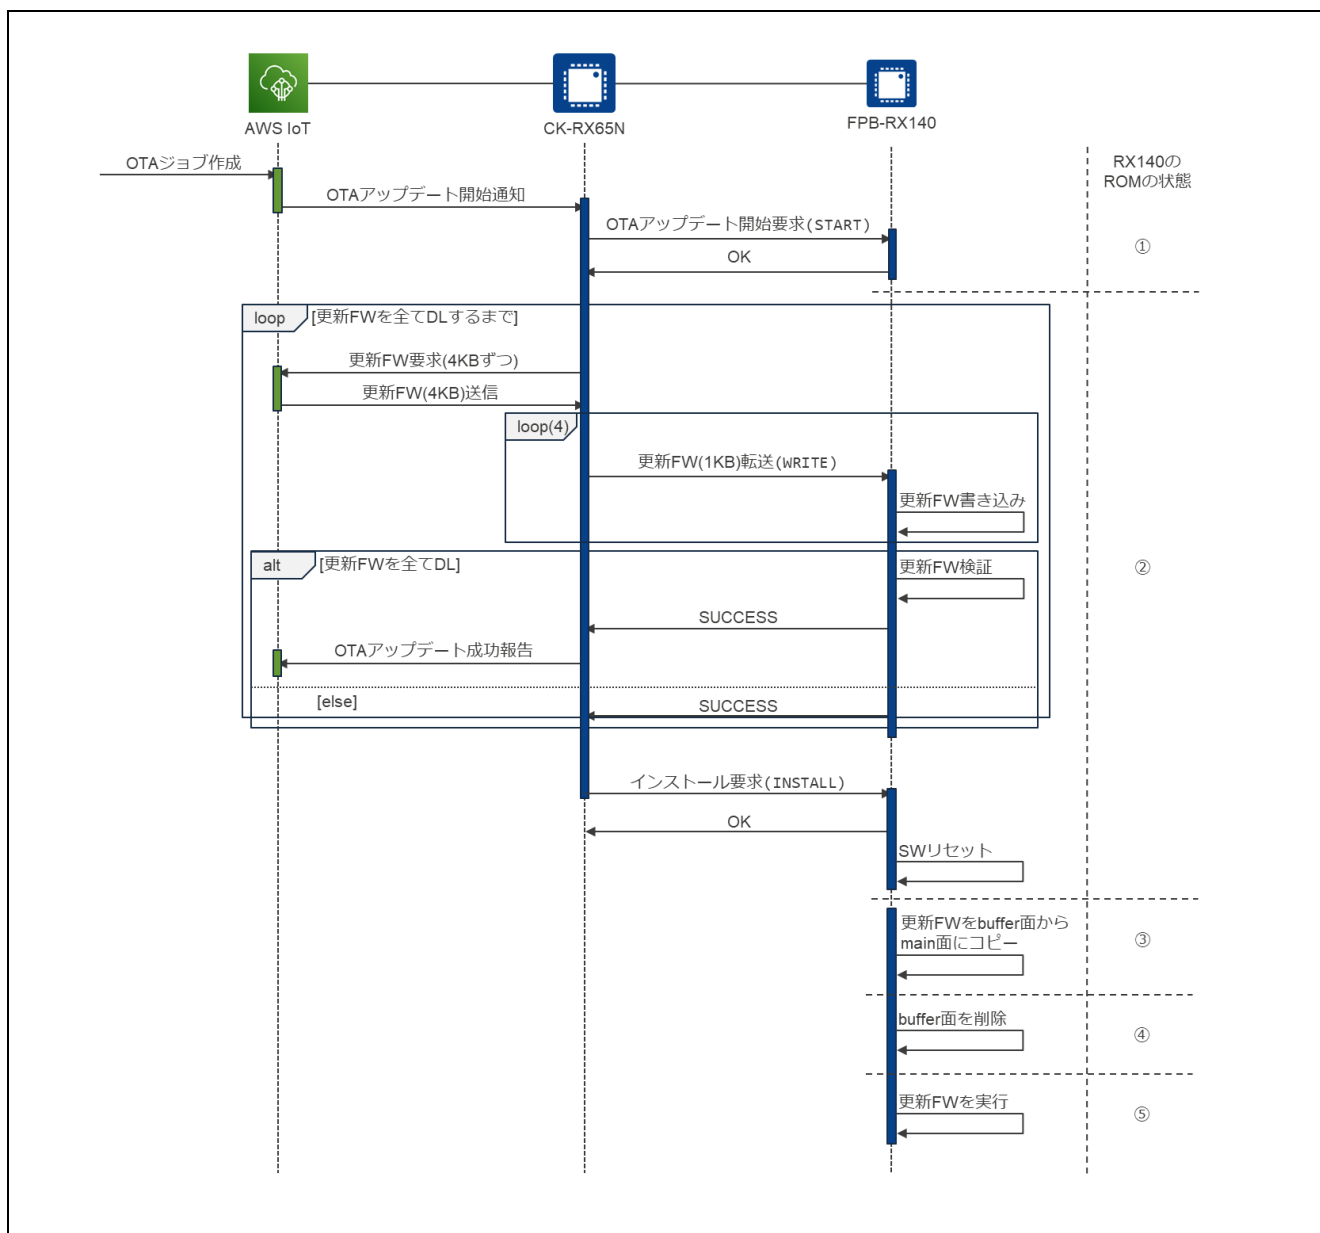 AWS IoT
CK-RX65N
FPB-RX140
OTAジョブ作成
RX140の
ROMの状態
OTAアップデート開始通知
OTAアップデート開始要求(START)
OK
①
loop
[更新FWを全てDLするまで]
更新FW要求(4KBずつ)
更新FW(4KB)送信
loop(4)
更新FW(1KB)転送(WRITE)
更新FW書き込み
alt
[更新FWを全てDL]
更新FW検証
②
SUCCESS
OTAアップデート成功報告
[else]
SUCCESS
インストール要求(INSTALL)
OK
SWリセット
更新FWをbuffer面から
main面にコピー
③
buffer面を削除
④
更新FWを実行
⑤